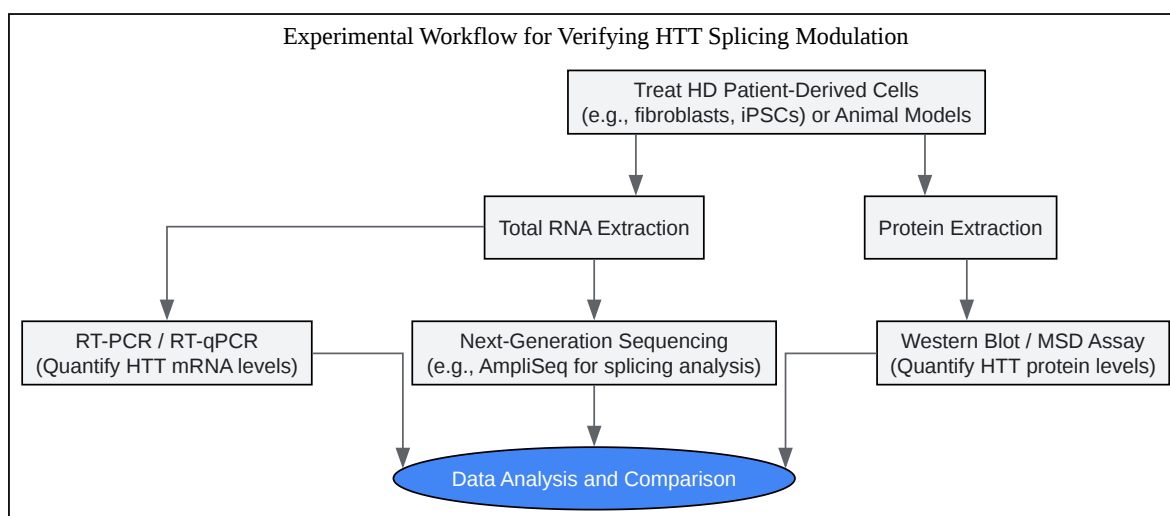 Experimental Workflow for Verifying HTT Splicing Modulation
Treat HD Patient-Derived Cells
(e.g., fibroblasts, iPSCs) or Animal Models
Total RNA Extraction
Protein Extraction
RT-PCR / RT-qPCR
(Quantify HTT mRNA levels)
Next-Generation Sequencing
(e.g., AmpliSeq for splicing analysis)
Western Blot / MSD Assay
(Quantify HTT protein levels)
Data Analysis and Comparison